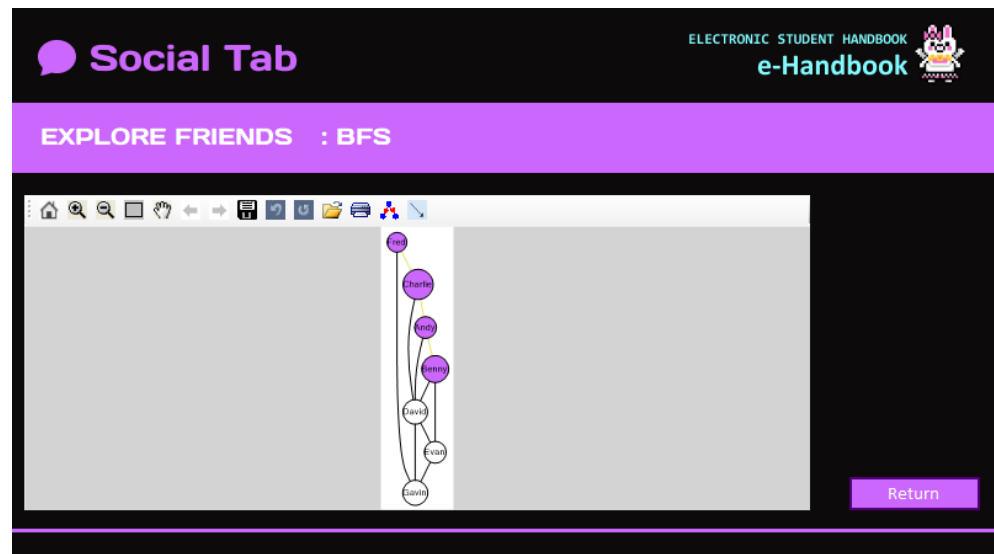 Social Tab
ELECTRONIC STUDENT HANDBOOK
e-Handbook
EXPLORE FRIENDS : BFS
Fred
Charlie
Andy
Benny
David
Evan
Gavin
Return